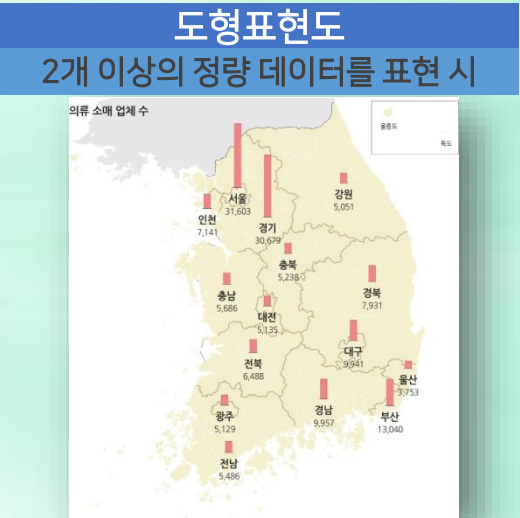 도형표현도
2개 이상의 정량 데이터를 표현 시
의류 소매 업체 수
울릉도
독도
서울
31,603
인천
7,141
경기
30,679
강원
5,051
충북
5,238
충남
5,686
대전
5,135
경북
7,931
대구
9,941
전북
6,488
울산
3,753
광주
5,129
경남
9,957
부산
13,040
전남
5,486